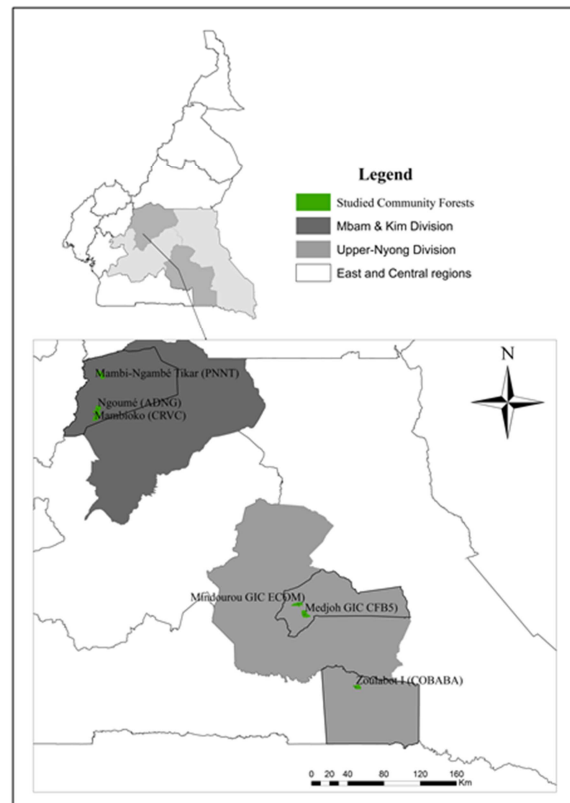 Legend
Studied Community Forests
Mbam & Kim Division
Upper-Nyong Division
East and Central regions
N
Mambi-Ngambé Tikar (PNNT)
Ngoumé (ADNG)
Mambioko (CRVC)
Mindourou GIC ECOM)
Medjoh GIC CFB5)
Zoulabot I (COBABA)
0 20 40 80 120 160
Km